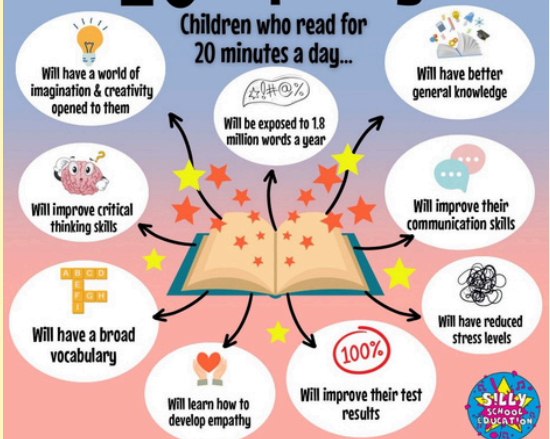 Children who read for
20 minutes a day...
Will have a world of
imagination & creativity
opened to them
☆!#@%
Will be exposed to 1.8
million words a year
Will have better
general knowledge
Will improve critical
thinking skills
Will improve their
communication skills
A B C D
E
F G H
I
Will have a broad
vocabulary
Will have reduced
stress levels
Will learn how to
develop empathy
100%
Will improve their test
results
SILLY
SCHOOL
EDUCATION